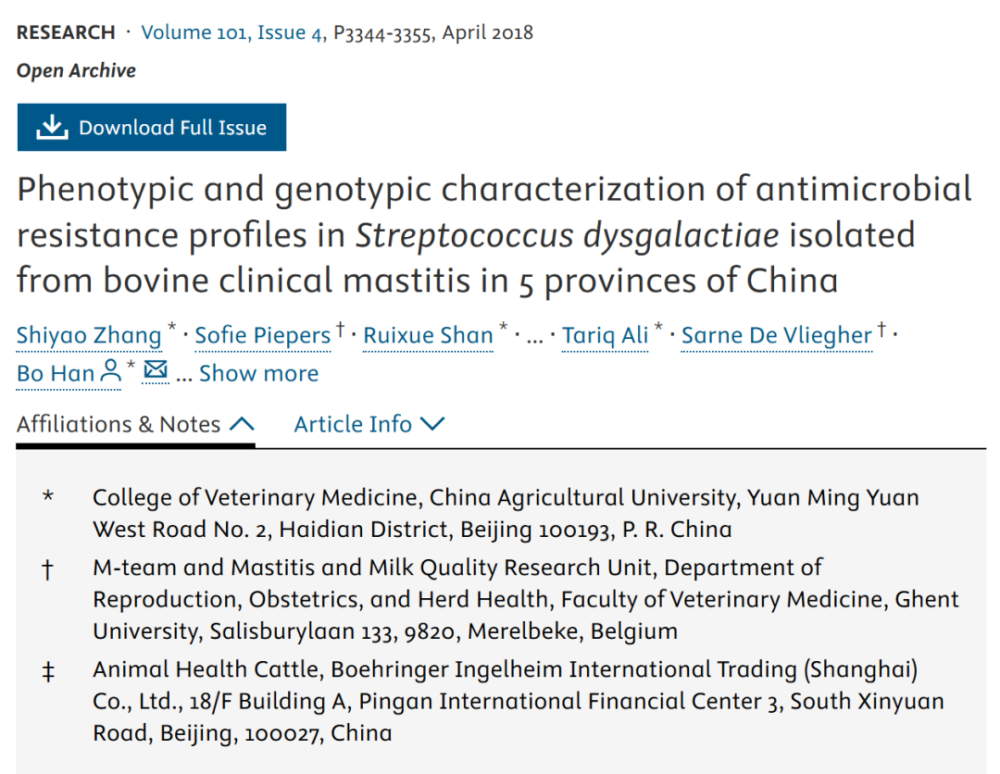 RESEARCH · Volume 101, Issue 4, P3344-3355, April 2018
Open Archive
Download Full Issue
Phenotypic and genotypic characterization of antimicrobial
resistance profiles in Streptococcus dysgalactiae isolated
from bovine clinical mastitis in 5 provinces of China
Shiyao Zhang * · Sofie Piepers † · Ruixue Shan * · ... · Tariq Ali * · Sarne De Vliegher † ·
Bo Han * ... Show more
Affiliations & Notes Article Info
* College of Veterinary Medicine, China Agricultural University, Yuan Ming Yuan
West Road No. 2, Haidian District, Beijing 100193, P. R. China
† M-team and Mastitis and Milk Quality Research Unit, Department of
Reproduction, Obstetrics, and Herd Health, Faculty of Veterinary Medicine, Ghent
University, Salisburylaan 133, 9820, Merelbeke, Belgium
‡ Animal Health Cattle, Boehringer Ingelheim International Trading (Shanghai)
Co., Ltd., 18/F Building A, Pingan International Financial Center 3, South Xinyuan
Road, Beijing, 100027, China